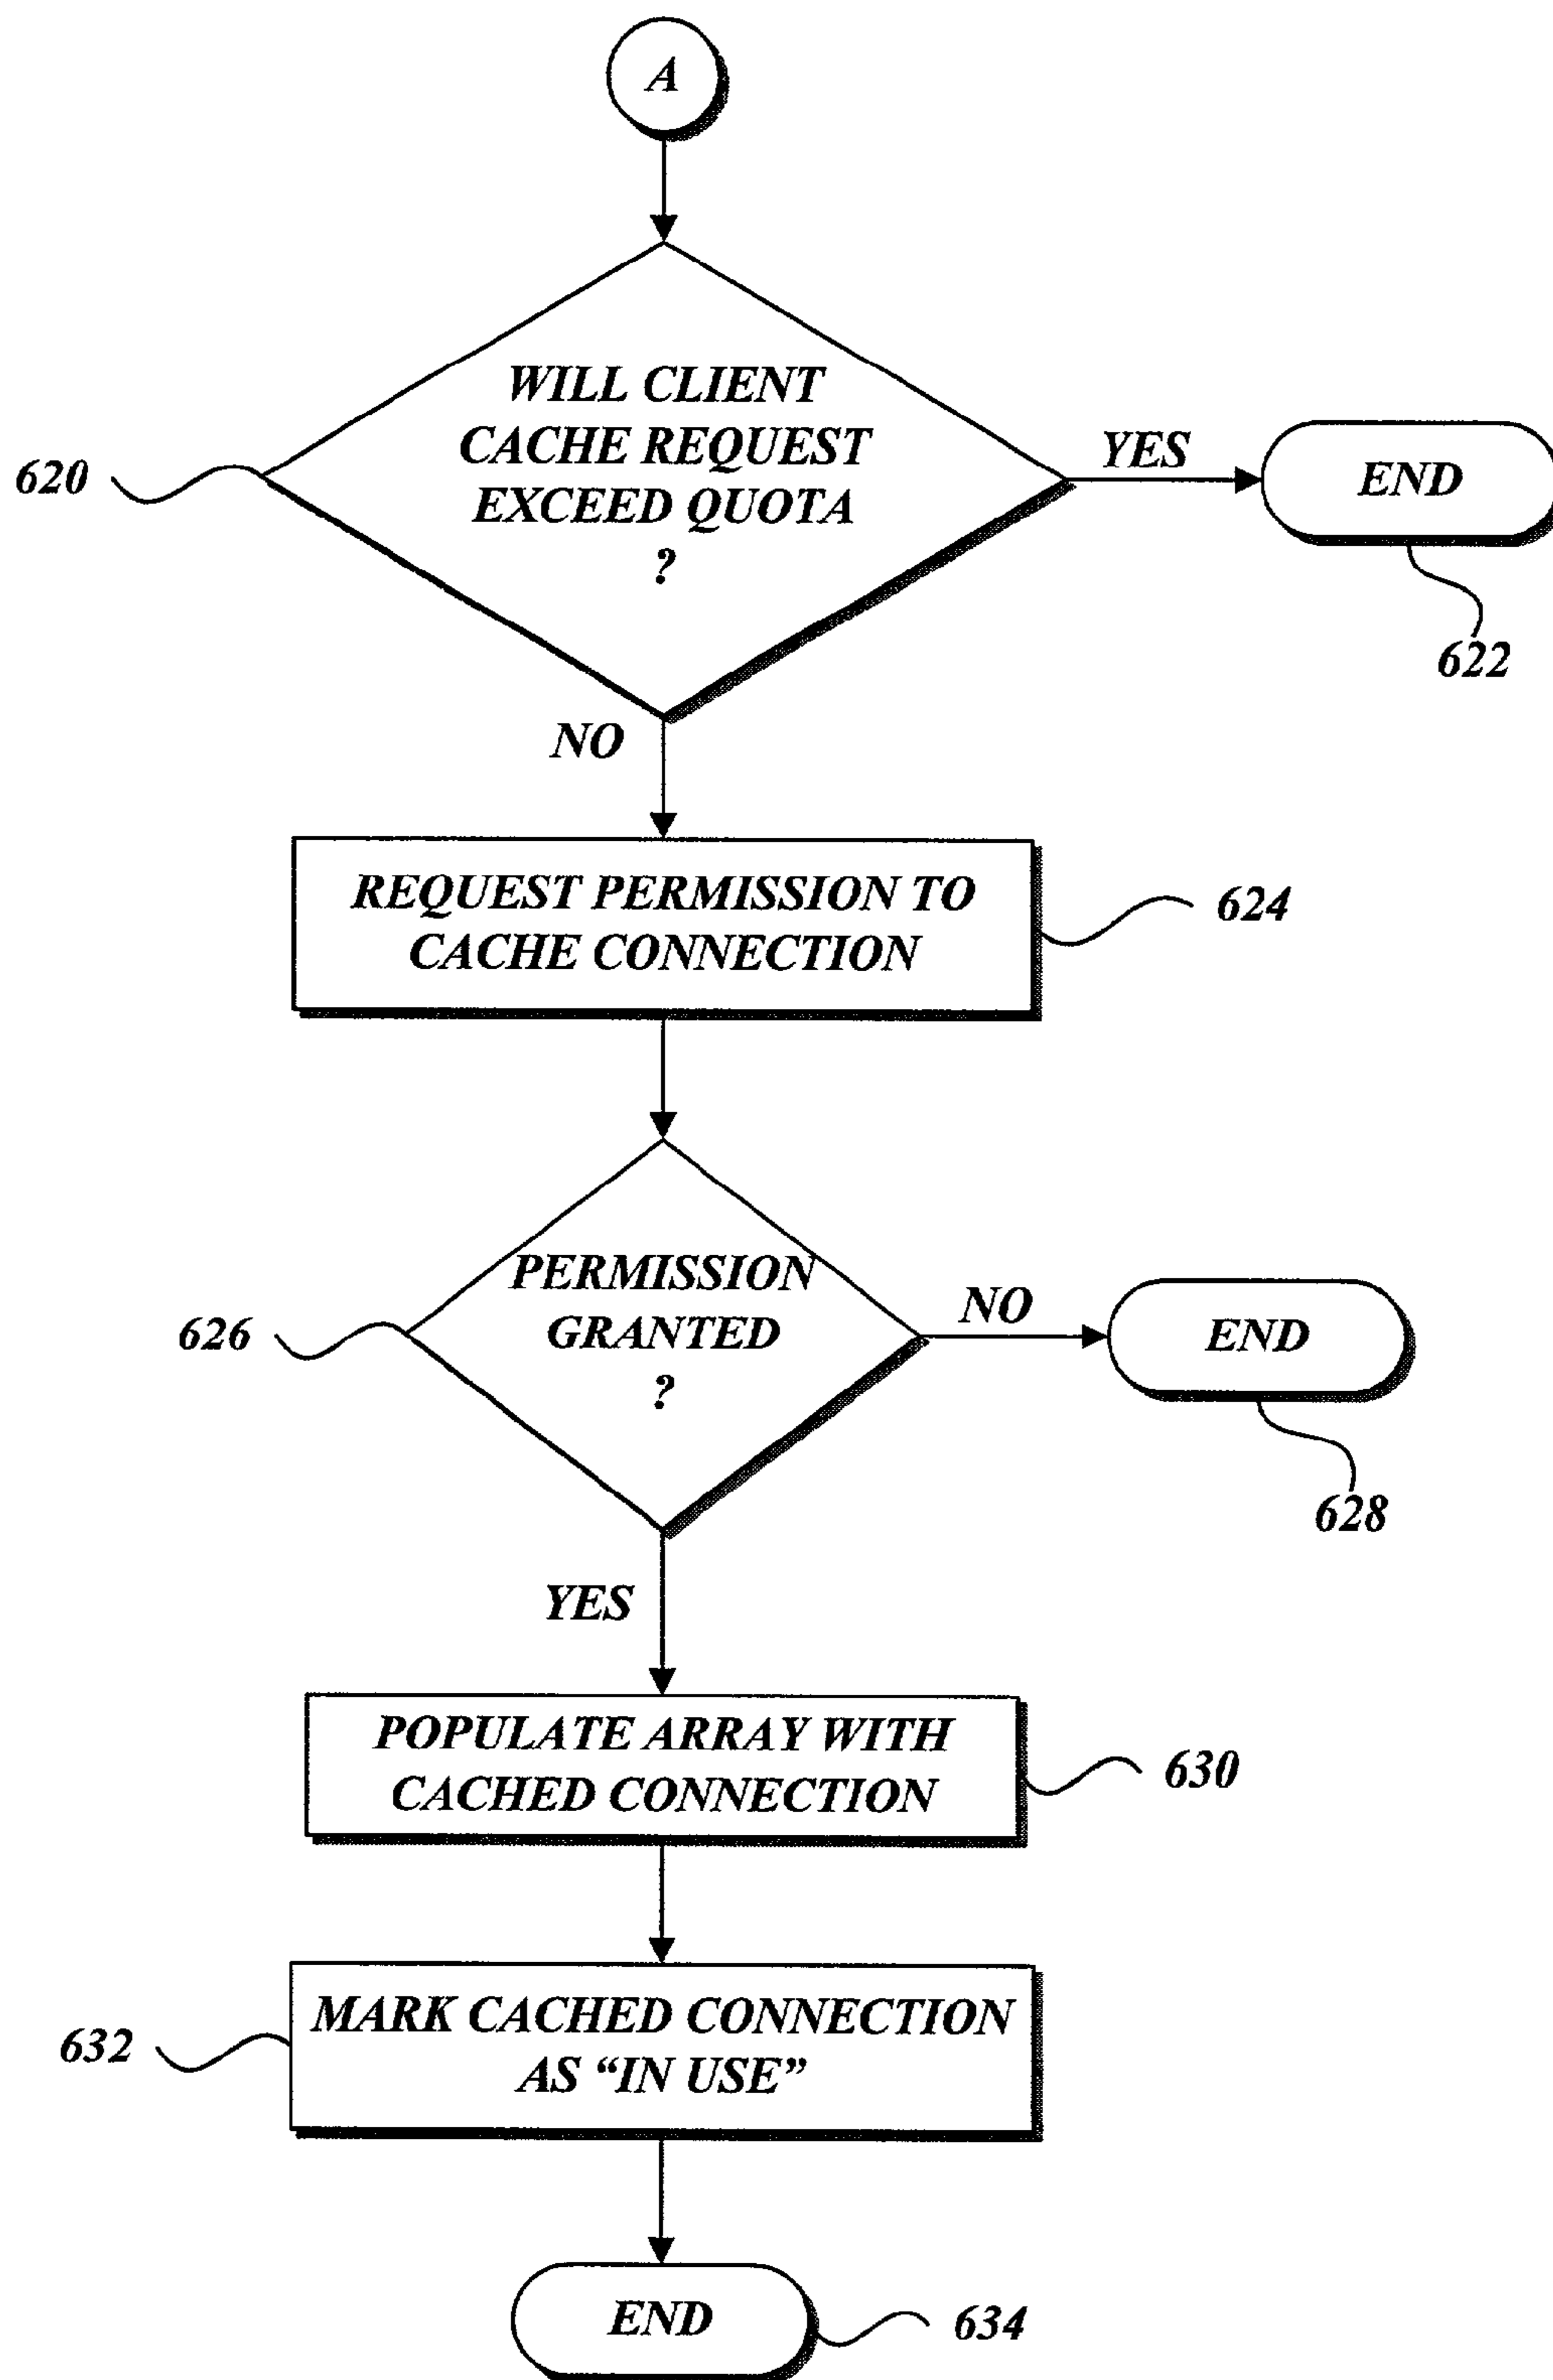 A
WILL CLIENT
CACHE REQUEST
EXCEED QUOTA
?
620
YES
END
622
NO
REQUEST PERMISSION TO
CACHE CONNECTION
624
PERMISSION
GRANTED
?
626
NO
END
628
YES
POPULATE ARRAY WITH
CACHED CONNECTION
630
MARK CACHED CONNECTION
AS “IN USE”
632
END
634